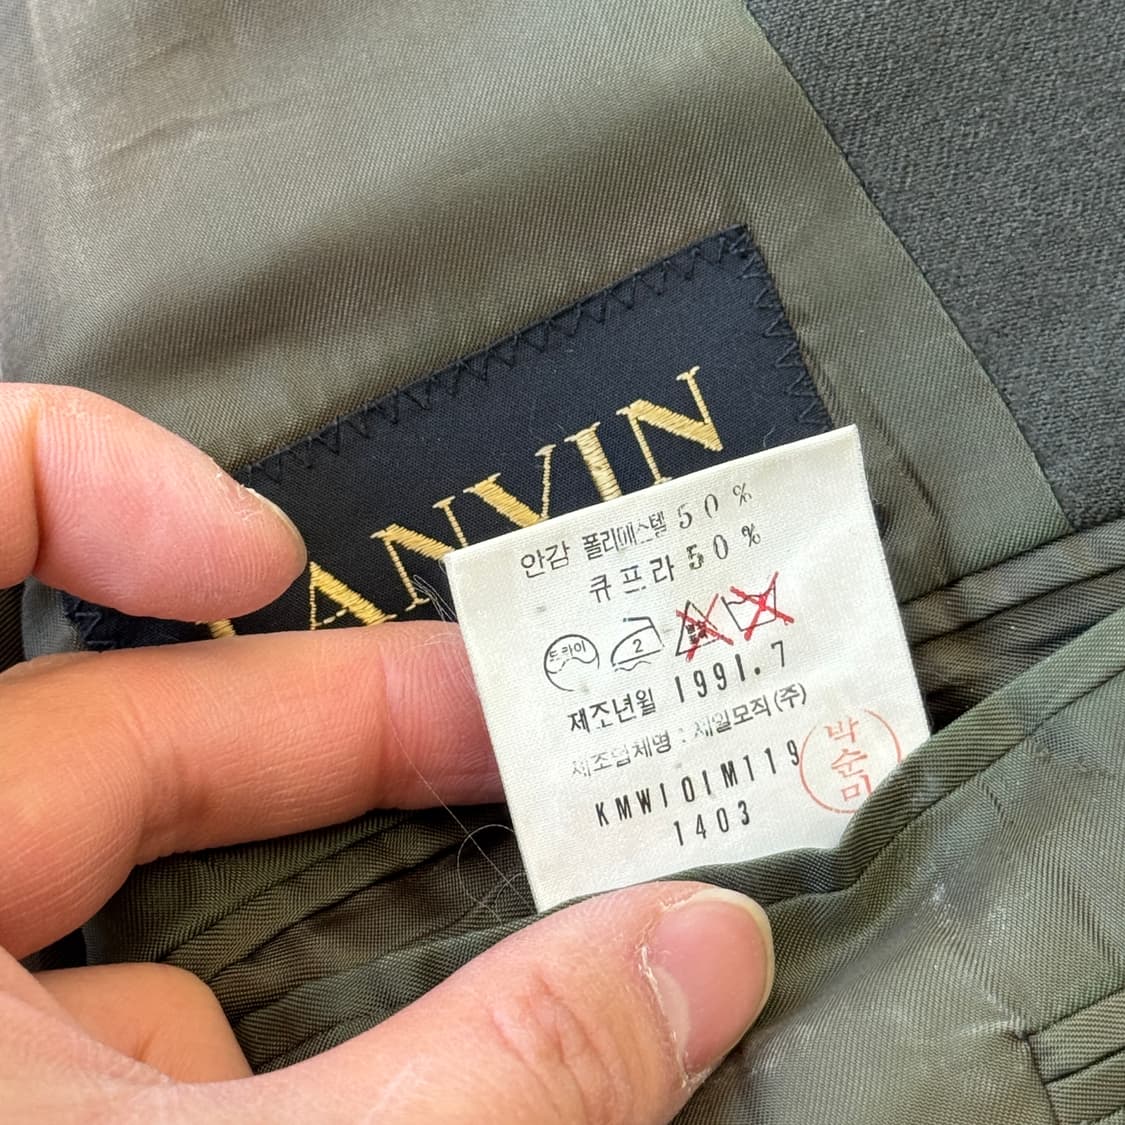 LANVIN
안감 폴리에스텔 50%
큐프라 50%
드라이 2
제조년월 1991.7
제조업체명 : 제일모직(주)
KMW101M119
1403
박순미